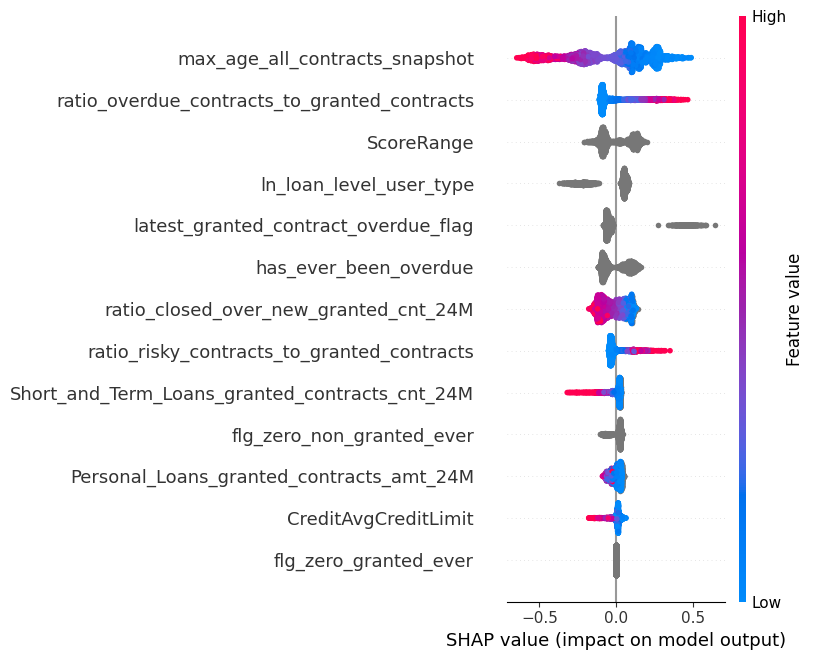 High
max_age_all_contracts_snapshot
ratio_overdue_contracts_to_granted_contracts
ScoreRange
ln_loan_level_user_type
latest_granted_contract_overdue_flag
has_ever_been_overdue
ratio_closed_over_new_granted_cnt_24M
ratio_risky_contracts_to_granted_contracts
Short_and_Term_Loans_granted_contracts_cnt_24M
flg_zero_non_granted_ever
Personal_Loans_granted_contracts_amt_24M
CreditAvgCreditLimit
flg_zero_granted_ever
Feature value
Low
−0.5 0.0 0.5
SHAP value (impact on model output)